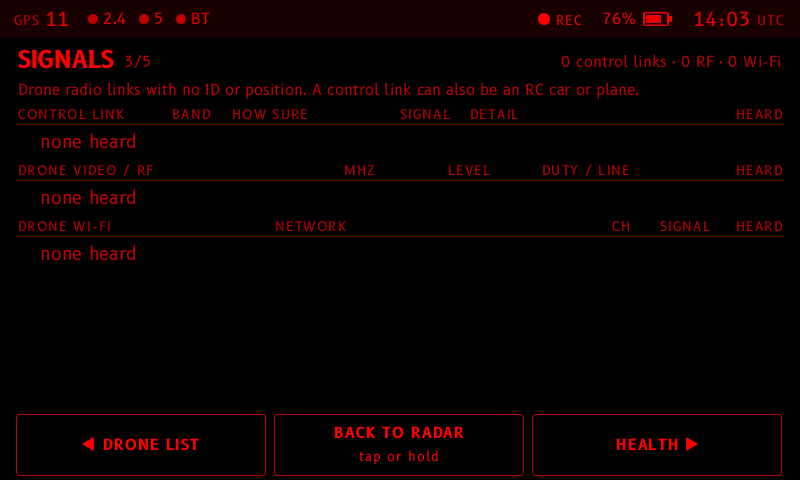 GPS 11 2.4 5 BT REC 76% 14:03 UTC
SIGNALS 3/5 0 control links · 0 RF · 0 Wi-Fi
Drone radio links with no ID or position. A control link can also be an RC car or plane.
CONTROL LINK BAND HOW SURE SIGNAL DETAIL HEARD
none heard
DRONE VIDEO / RF MHZ LEVEL DUTY / LINE HEARD
none heard
DRONE WI-FI NETWORK CH SIGNAL HEARD
none heard
DRONE LIST
BACK TO RADAR
tap or hold
HEALTH